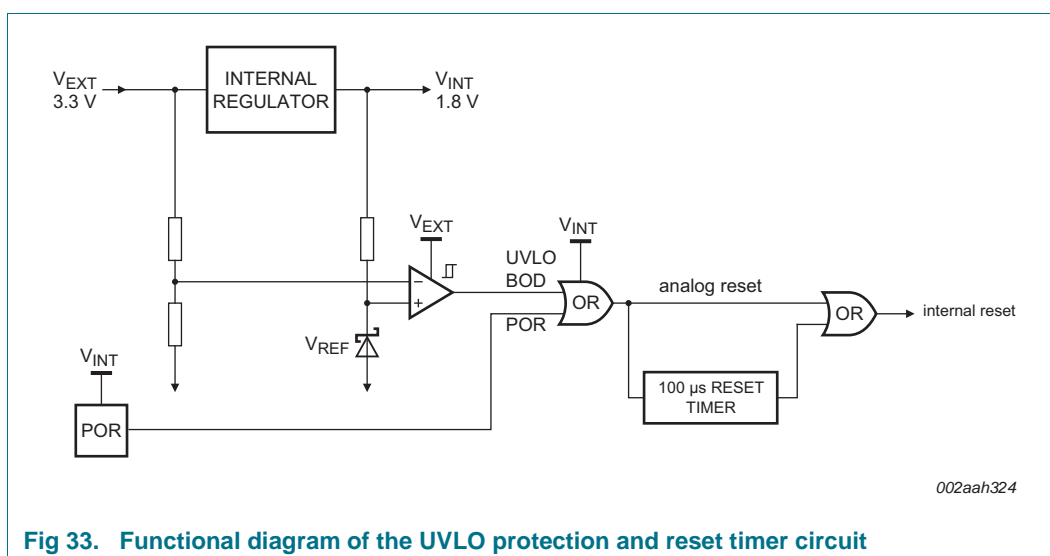 VEXT
3.3 V
INTERNAL
REGULATOR
VINT
1.8 V
VEXT
−
+
UVLO
BOD
POR
VINT
OR
analog reset
OR
internal reset
VREF
VINT
POR
100 μs RESET
TIMER
002aah324
Fig 33. Functional diagram of the UVLO protection and reset timer circuit